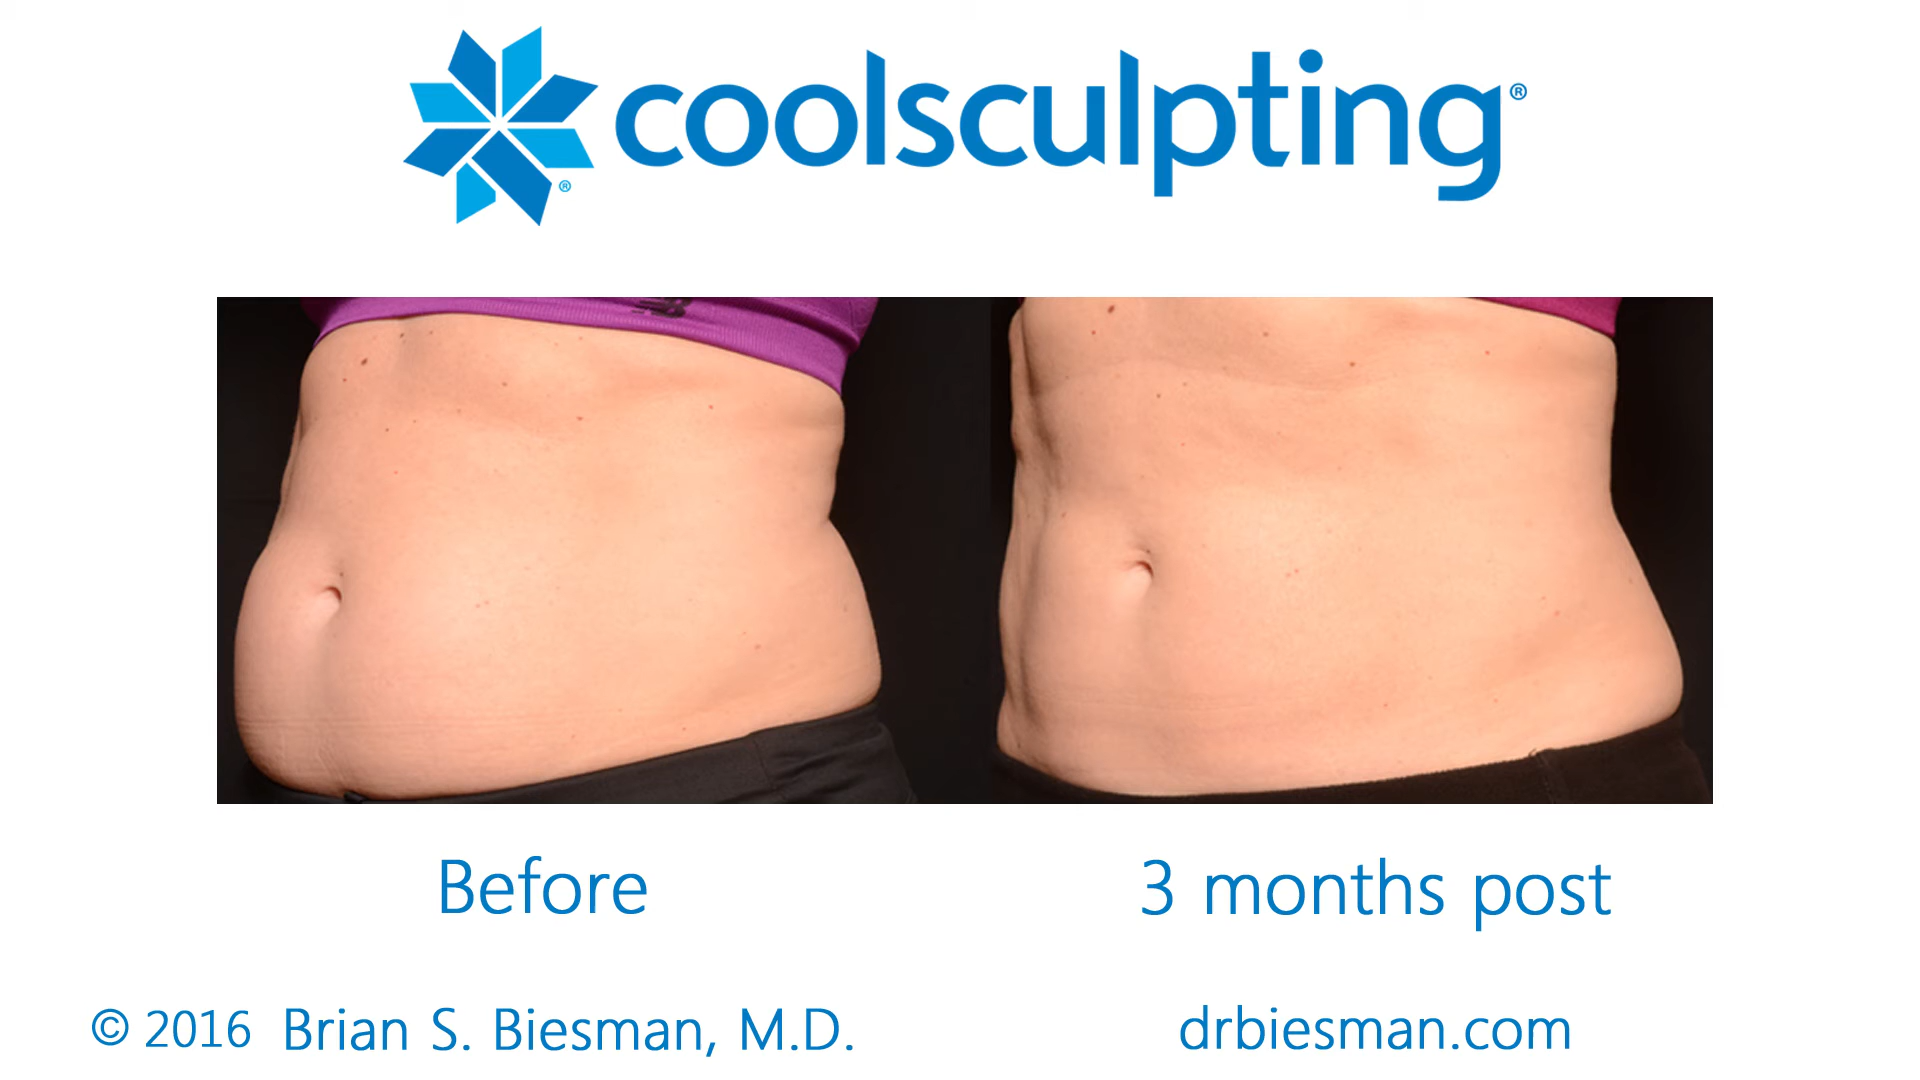 coolsculpting®
Before
3 months post
© 2016 Brian S. Biesman, M.D.
drbiesman.com